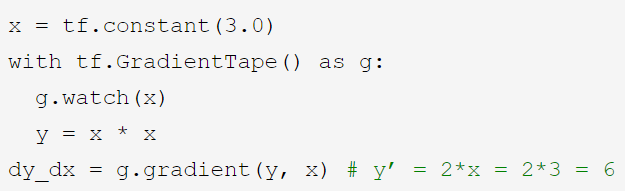 x = tf.constant(3.0)
with tf.GradientTape() as g:
  g.watch(x)
  y = x * x
dy_dx = g.gradient(y, x) # y′ = 2*x = 2*3 = 6